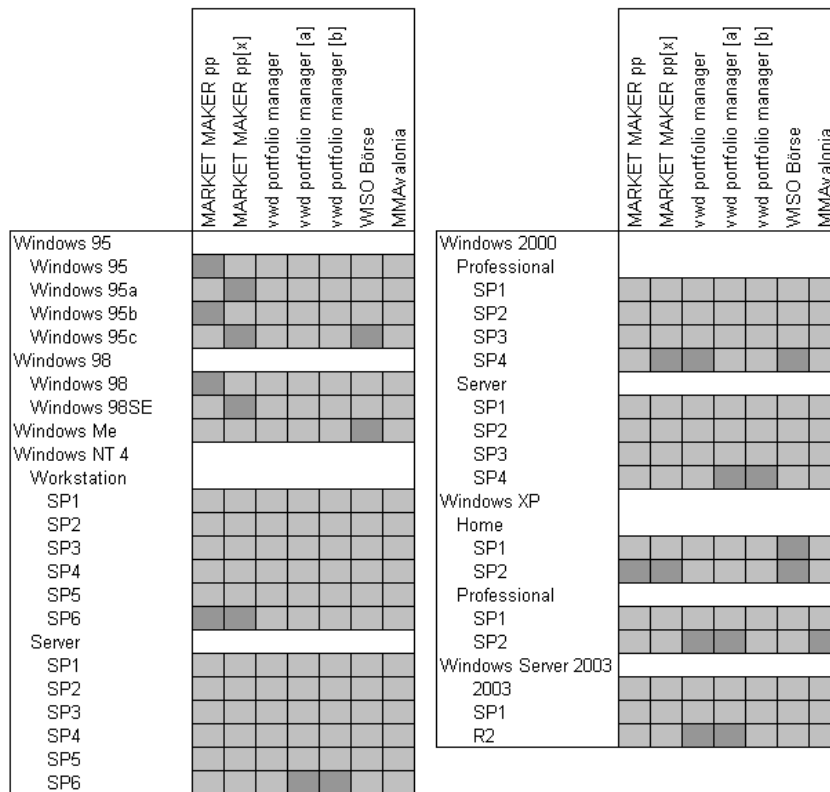 MARKET MAKER pp
MARKET MAKER pp[x]
vwd portfolio manager
vwd portfolio manager [a]
vwd portfolio manager [b]
WISO Börse
MMAvalonia
Windows 95
Windows 95
Windows 95a
Windows 95b
Windows 95c
Windows 98
Windows 98
Windows 98SE
Windows Me
Windows NT 4
Workstation
SP1
SP2
SP3
SP4
SP5
SP6
Server
SP1
SP2
SP3
SP4
SP5
SP6
MARKET MAKER pp
MARKET MAKER pp[x]
vwd portfolio manager
vwd portfolio manager [a]
vwd portfolio manager [b]
WISO Börse
MMAvalonia
Windows 2000
Professional
SP1
SP2
SP3
SP4
Server
SP1
SP2
SP3
SP4
Windows XP
Home
SP1
SP2
Professional
SP1
SP2
Windows Server 2003
2003
SP1
R2